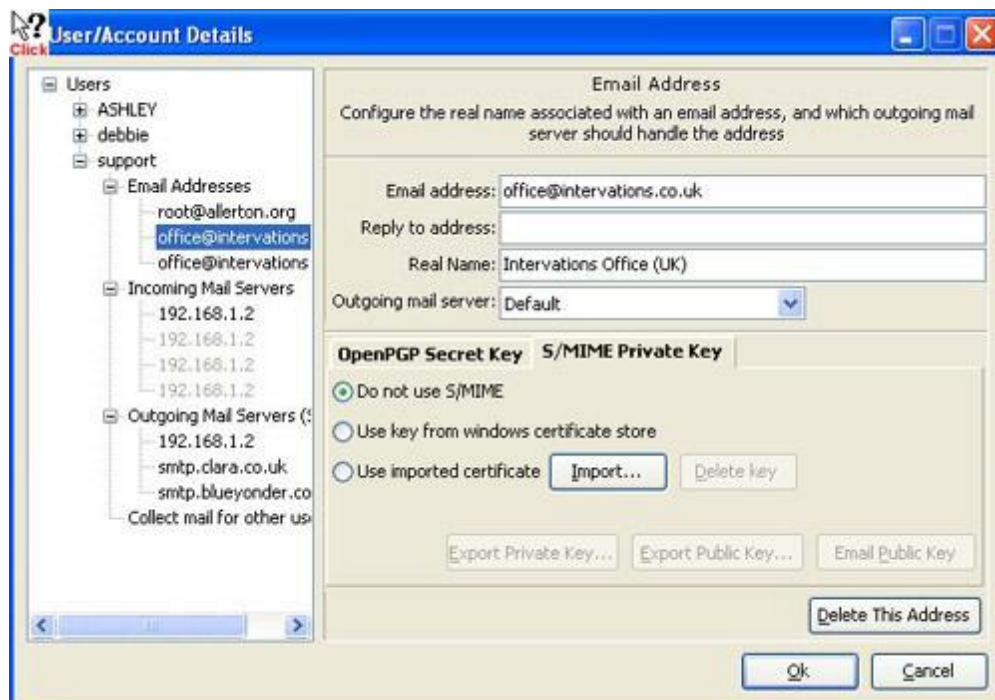 ?
Click
User/Account Details
Users
ASHLEY
debbie
support
Email Addresses
root@allerton.org
office@intervations
office@intervations
Incoming Mail Servers
192.168.1.2
192.168.1.2
192.168.1.2
192.168.1.2
Outgoing Mail Servers (S
192.168.1.2
smtp.clara.co.uk
smtp.blueyonder.co
Collect mail for other us
Email Address
Configure the real name associated with an email address, and which outgoing mail
server should handle the address
Email address: office@intervations.co.uk
Reply to address:
Real Name: Intervations Office (UK)
Outgoing mail server: Default
OpenPGP Secret Key S/MIME Private Key
Do not use S/MIME
Use key from windows certificate store
Use imported certificate Import... Delete key
Export Private Key... Export Public Key... Email Public Key
Delete This Address
Ok Cancel